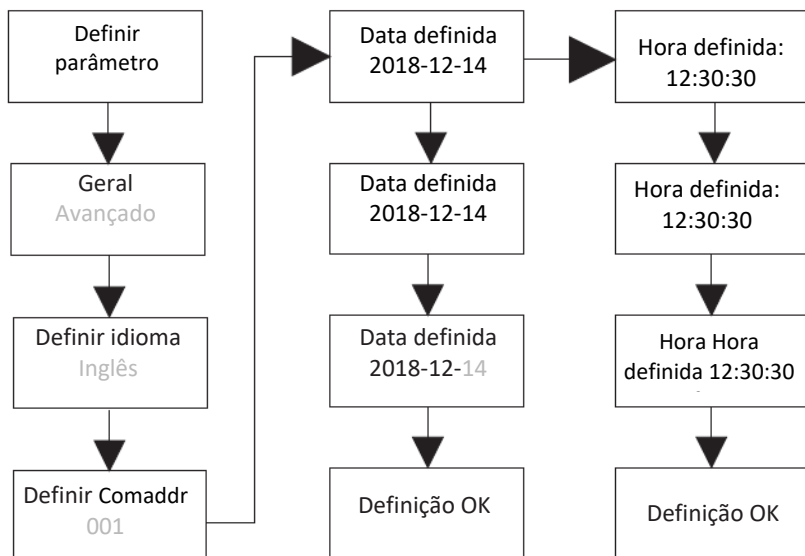 Definir
parâmetro
Geral
Avançado
Definir idioma
Inglês
Definir Comaddr
001
Data definida
2018-12-14
Data definida
2018-12-14
Data definida
2018-12-14
Definição OK
Hora definida:
12:30:30
Hora definida:
12:30:30
Hora Hora
definida 12:30:30
Definição OK